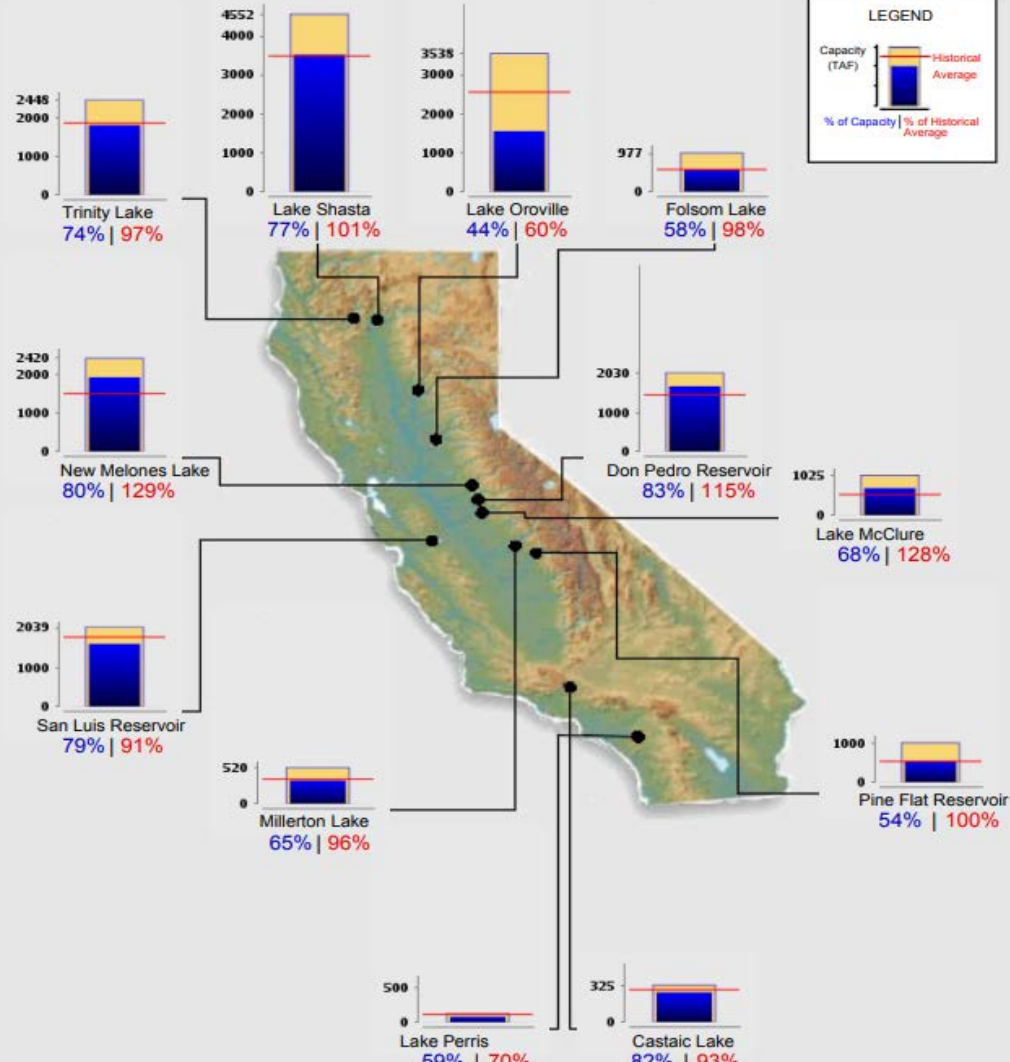 LEGEND
Capacity
(TAF)
Historical
Average
% of Capacity | % of Historical
Average
4552
4000
3000
2000
1000
0
Lake Shasta
77% | 101%
3538
3000
2000
1000
0
Lake Oroville
44% | 60%
2448
2000
1000
0
Trinity Lake
74% | 97%
977
0
Folsom Lake
58% | 98%
2420
2000
1000
0
New Melones Lake
80% | 129%
2030
1000
0
Don Pedro Reservoir
83% | 115%
1025
0
Lake McClure
68% | 128%
2039
1000
0
San Luis Reservoir
79% | 91%
520
0
Millerton Lake
65% | 96%
1000
0
Pine Flat Reservoir
54% | 100%
500
0
Lake Perris
59% | 70%
325
0
Castaic Lake
82% | 93%